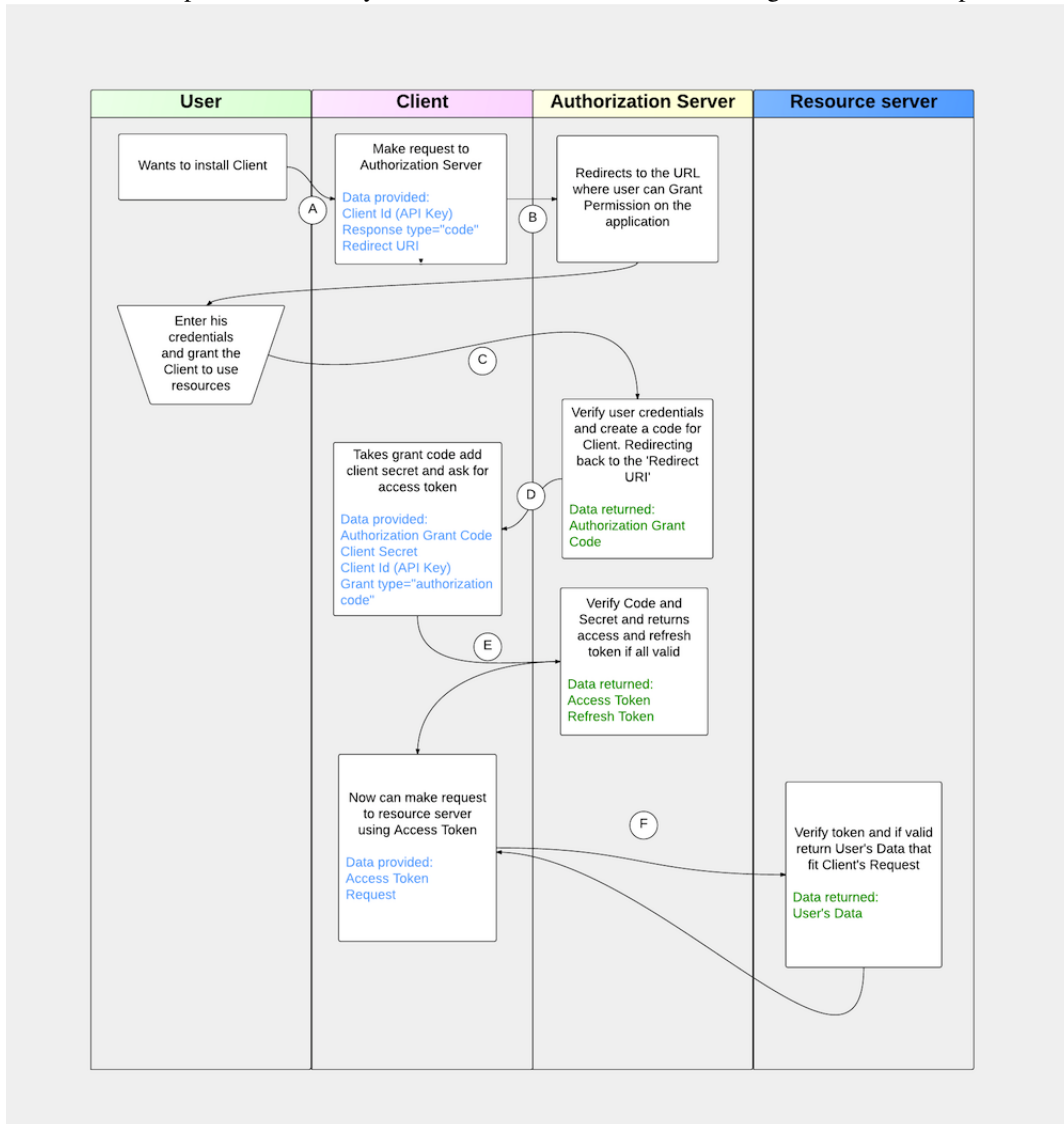 User
Client
Authorization Server
Resource server
Wants to install Client
A
Make request to
Authorization Server
Data provided:
Client Id (API Key)
Response type="code"
Redirect URI
B
Redirects to the URL
where user can Grant
Permission on the
application
Enter his
credentials
and grant the
Client to use
resources
C
Verify user credentials
and create a code for
Client. Redirecting
back to the 'Redirect
URI'
Data returned:
Authorization Grant
Code
D
Takes grant code add
client secret and ask for
access token
Data provided:
Authorization Grant Code
Client Secret
Client Id (API Key)
Grant type="authorization
code"
E
Verify Code and
Secret and returns
access and refresh
token if all valid
Data returned:
Access Token
Refresh Token
Now can make request
to resource server
using Access Token
Data provided:
Access Token
Request
F
Verify token and if valid
return User's Data that
fit Client's Request
Data returned:
User's Data